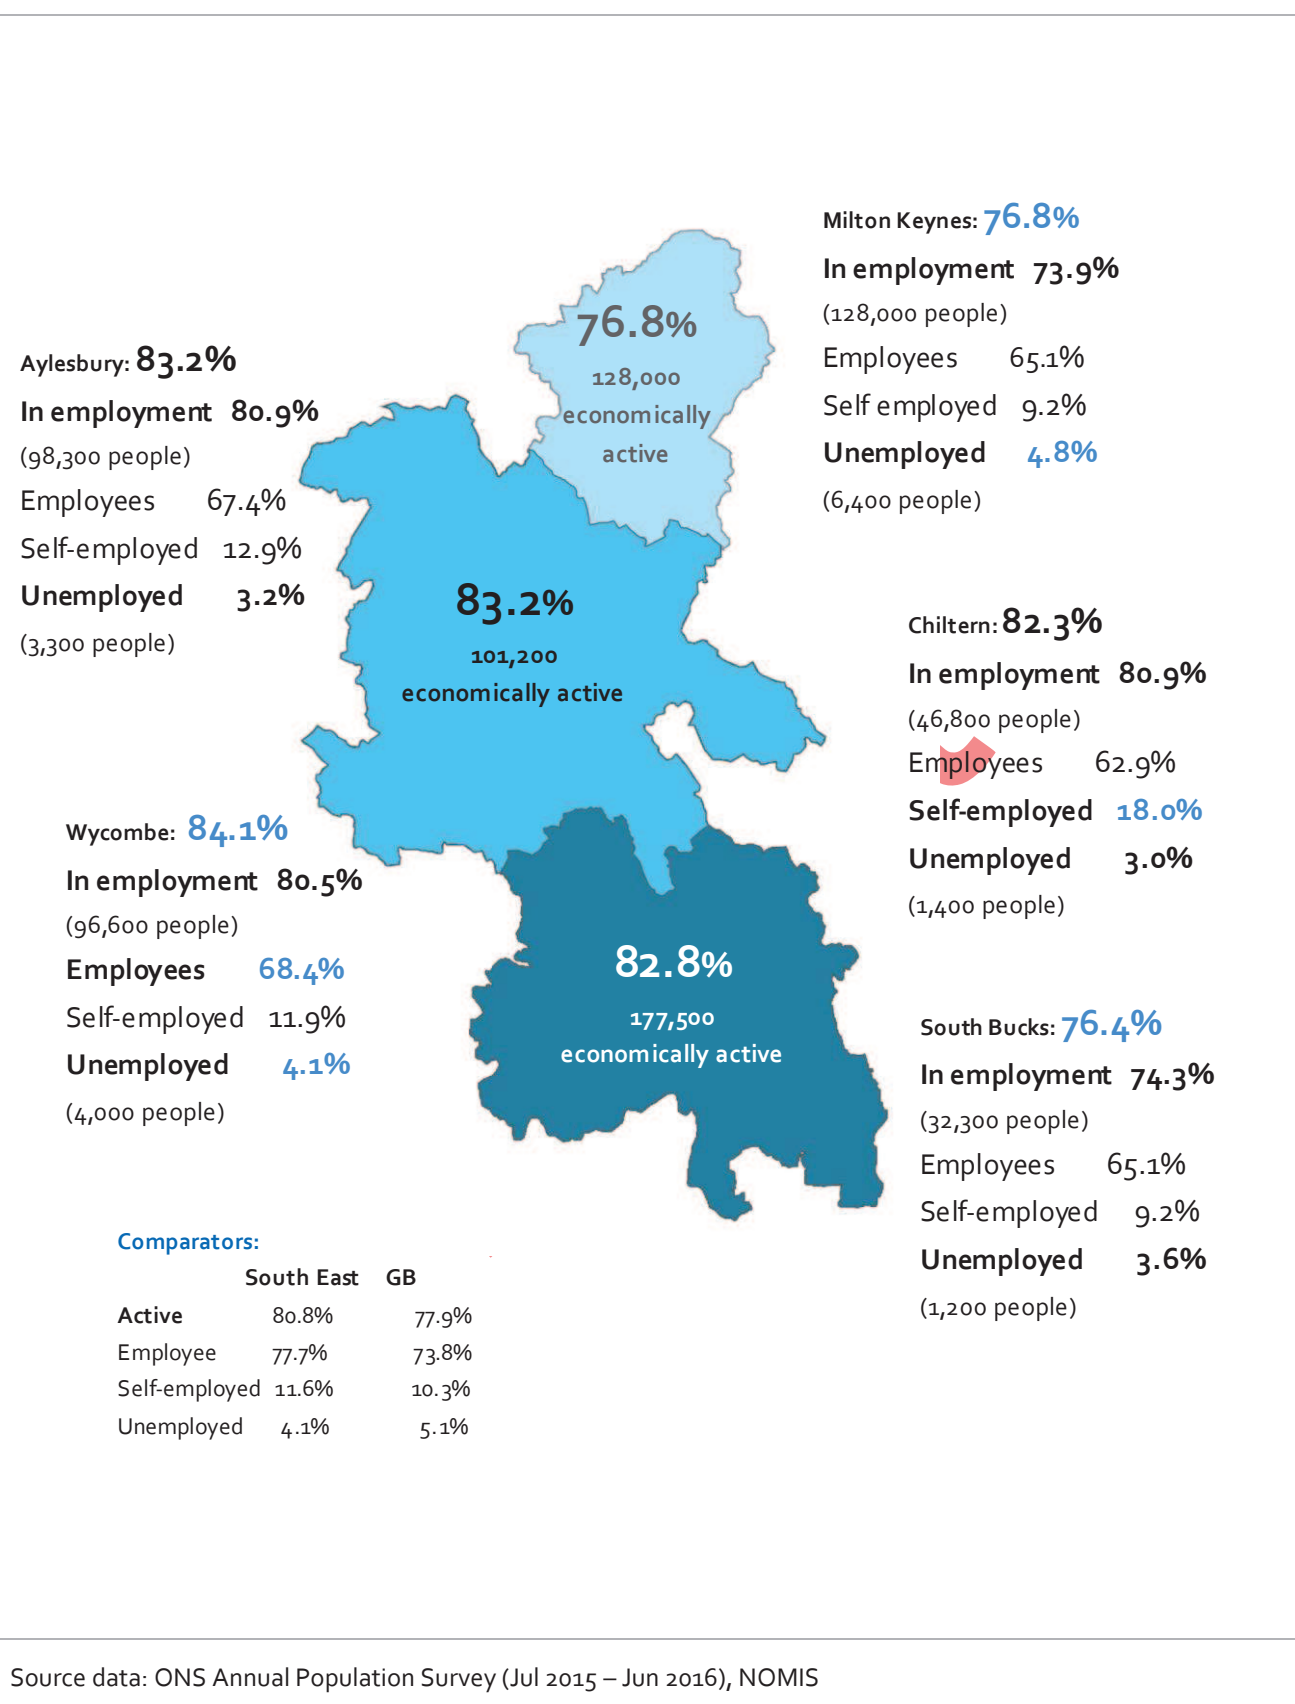 Milton Keynes: 76.8%
In employment 73.9%
(128,000 people)
Employees 65.1%
Self employed 9.2%
Unemployed 4.8%
(6,400 people)
76.8%
128,000
economically
active
Aylesbury: 83.2%
In employment 80.9%
(98,300 people)
Employees 67.4%
Self-employed 12.9%
Unemployed 3.2%
(3,300 people)
83.2%
101,200
economically active
Chiltern: 82.3%
In employment 80.9%
(46,800 people)
Employees 62.9%
Self-employed 18.0%
Unemployed 3.0%
(1,400 people)
Wycombe: 84.1%
In employment 80.5%
(96,600 people)
Employees 68.4%
Self-employed 11.9%
Unemployed 4.1%
(4,000 people)
82.8%
177,500
economically active
South Bucks: 76.4%
In employment 74.3%
(32,300 people)
Employees 65.1%
Self-employed 9.2%
Unemployed 3.6%
(1,200 people)
Comparators:
South East GB
Active 80.8% 77.9%
Employee 77.7% 73.8%
Self-employed 11.6% 10.3%
Unemployed 4.1% 5.1%
Source data: ONS Annual Population Survey (Jul 2015 – Jun 2016), NOMIS